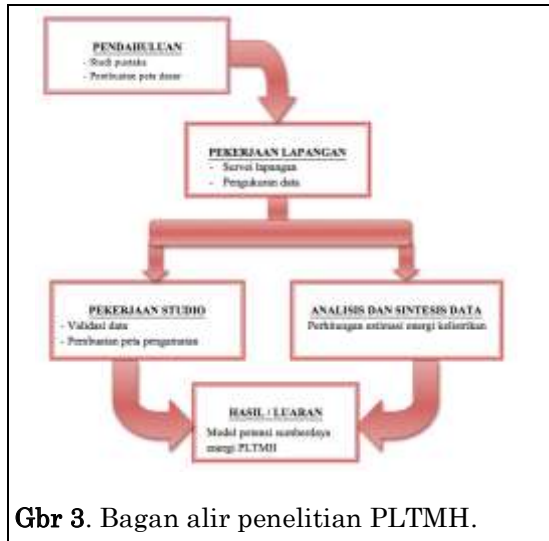 PENDAHULUAN
- Studi pustaka
- Pembuatan peta dasar
PEKERJAAN LAPANGAN
- Survei lapangan
- Pengukuran data
PEKERJAAN STUDIO
- Validasi data
- Pembuatan peta pengamatan
ANALISIS DAN SINTESIS DATA
Perhitungan estimasi energi kelistrikan
HASIL / LUARAN
Model potensi sumberdaya
energi PLTMH
Gbr 3. Bagan alir penelitian PLTMH.